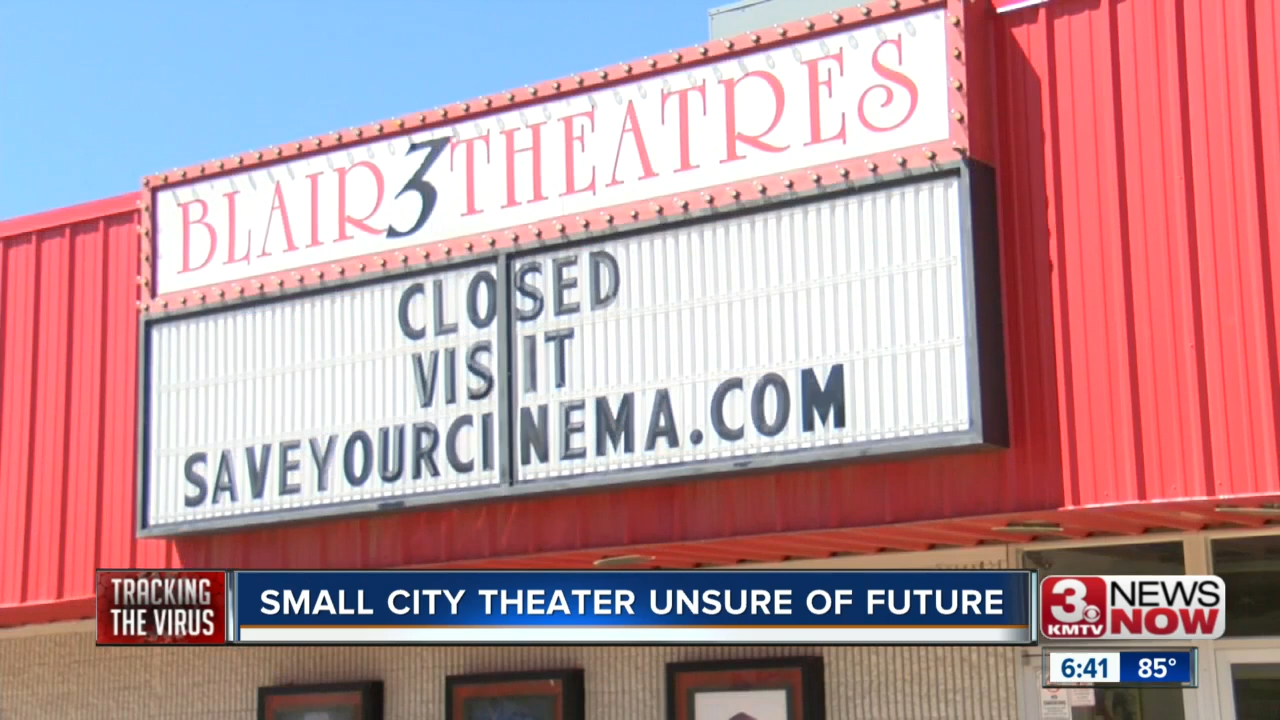 BLAIR 3 THEATRES
CLOSED
VISIT
SAVEYOURCINEMA.COM
TRACKING
THE VIRUS
SMALL CITY THEATER UNSURE OF FUTURE
3
KMTV
NEWS
NOW
6:41 85°